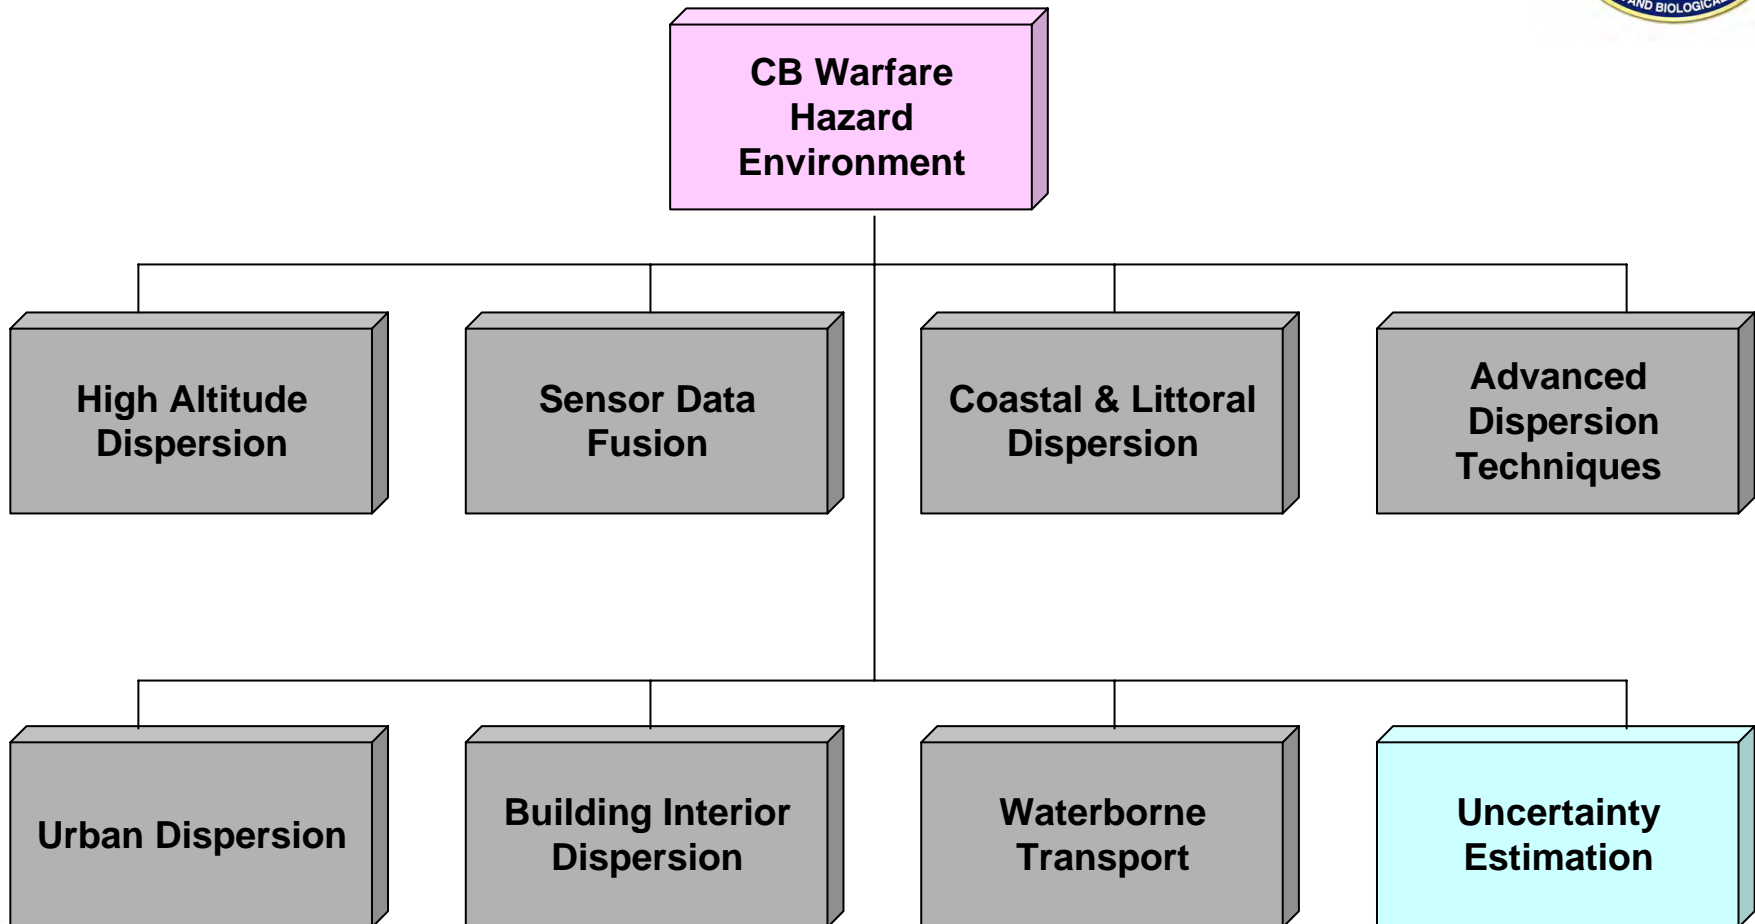 AND BIOLOGICAL
CB Warfare
Hazard
Environment
High Altitude
Dispersion
Sensor Data
Fusion
Coastal & Littoral
Dispersion
Advanced
Dispersion
Techniques
Urban Dispersion
Building Interior
Dispersion
Waterborne
Transport
Uncertainty
Estimation